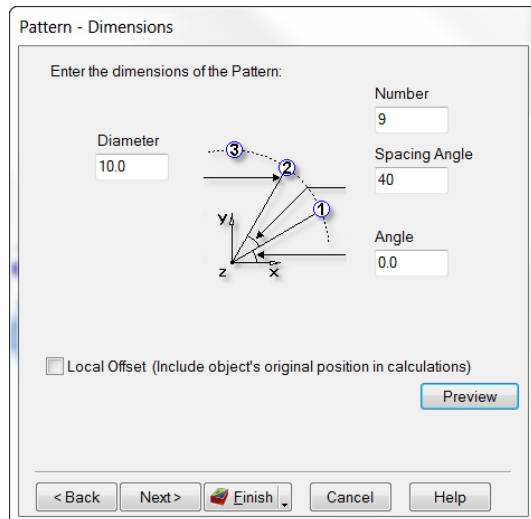 Pattern - Dimensions
Enter the dimensions of the Pattern:
Number
9
Diameter
10.0
Spacing Angle
40
3
2
1
Angle
0.0
y
z
x
Local Offset (Include object's original position in calculations)
Preview
< Back
Next >
Finish
Cancel
Help